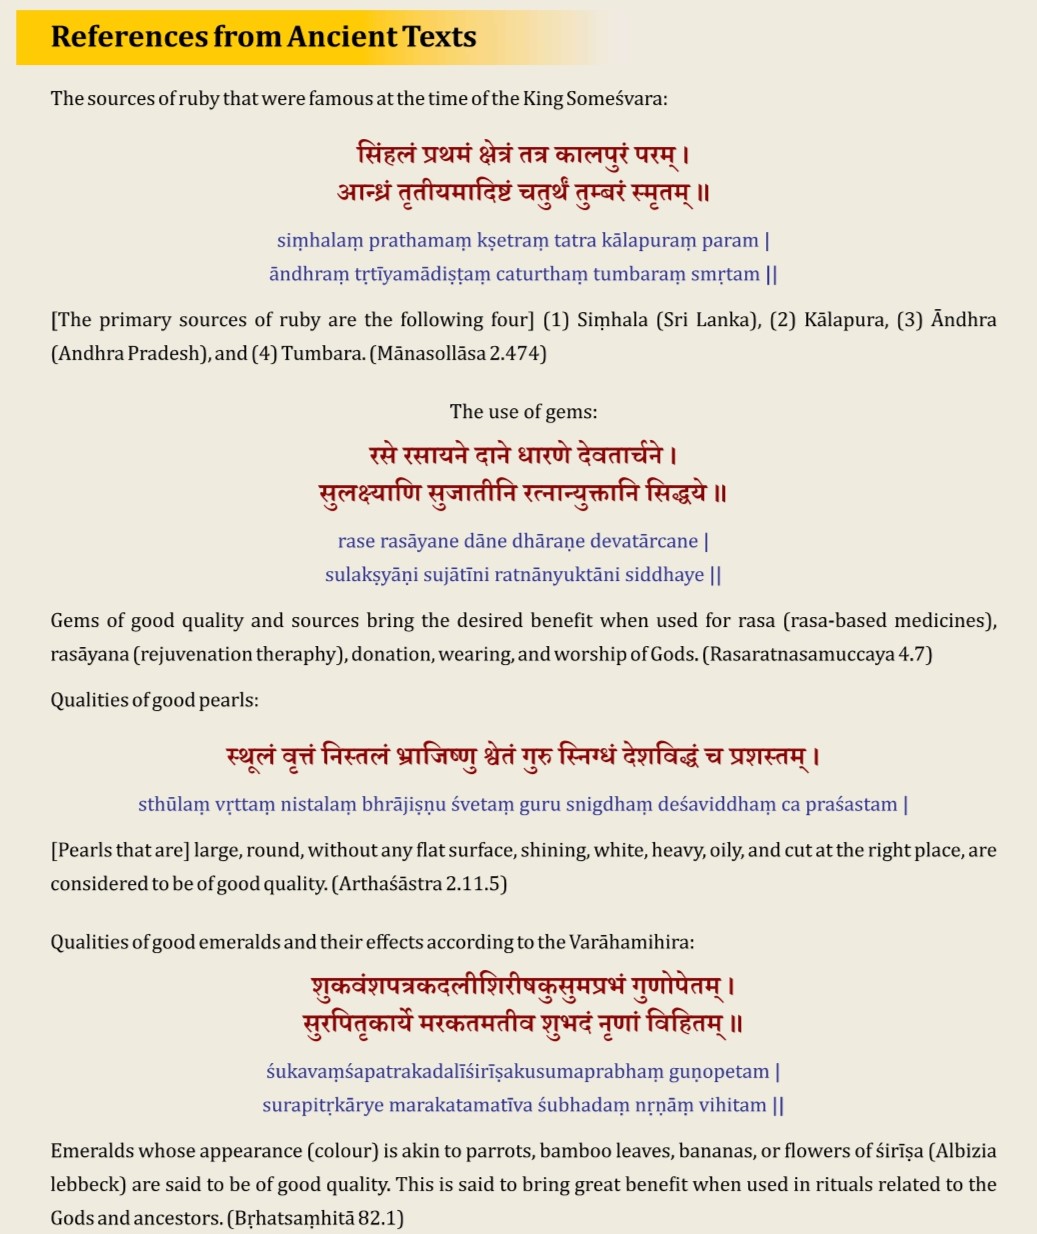 References from Ancient Texts
The sources of ruby that were famous at the time of the King Someśvara:
सिंहलं प्रथमं क्षेत्रं तत्र कालपुरं परम् ।
आन्ध्रं तृतीयमादिष्टं चतुर्थं तुम्बरं स्मृतम् ॥
siṃhalaṃ prathamaṃ kṣetraṃ tatra kālapuraṃ param |
āndhraṃ tṛtīyamādiṣṭaṃ caturthaṃ tumbaraṃ smṛtam ||
[The primary sources of ruby are the following four] (1) Siṃhala (Sri Lanka), (2) Kālapura, (3) Āndhra
(Andhra Pradesh), and (4) Tumbara. (Mānasollāsa 2.474)
The use of gems:
रसे रसायने दाने धारणे देवतार्चने ।
सुलक्ष्याणि सुजातीनि रत्नान्युक्तानि सिद्धये ॥
rase rasāyane dāne dhāraṇe devatārcane |
sulakṣyāṇi sujātīni ratnānyuktāni siddhaye ||
Gems of good quality and sources bring the desired benefit when used for rasa (rasa-based medicines),
rasāyana (rejuvenation theraphy), donation, wearing, and worship of Gods. (Rasaratnasamuccaya 4.7)
Qualities of good pearls:
स्थूलं वृत्तं निस्तलं भ्राजिष्णु श्वेतं गुरु स्निग्धं देशविद्धं च प्रशस्तम् ।
sthūlaṃ vṛttaṃ nistalaṃ bhrājiṣṇu śvetaṃ guru snigdhaṃ deśaviddhaṃ ca praśastam |
[Pearls that are] large, round, without any flat surface, shining, white, heavy, oily, and cut at the right place, are
considered to be of good quality. (Arthaśāstra 2.11.5)
Qualities of good emeralds and their effects according to the Varāhamihira:
शुकवंशपत्रकदलीशिरीषकुसुमप्रभं गुणोपेतम् ।
सुरपितृकार्ये मरकतमतीव शुभदं नृणां विहितम् ॥
śukavaṃśapatrakadalīśirīṣakusumaprabhaṃ guṇopetam |
surapitṛkārye marakatamatīva śubhadaṃ nṛṇāṃ vihitam ||
Emeralds whose appearance (colour) is akin to parrots, bamboo leaves, bananas, or flowers of śirīṣa (Albizia
lebbeck) are said to be of good quality. This is said to bring great benefit when used in rituals related to the
Gods and ancestors. (Bṛhatsaṃhitā 82.1)